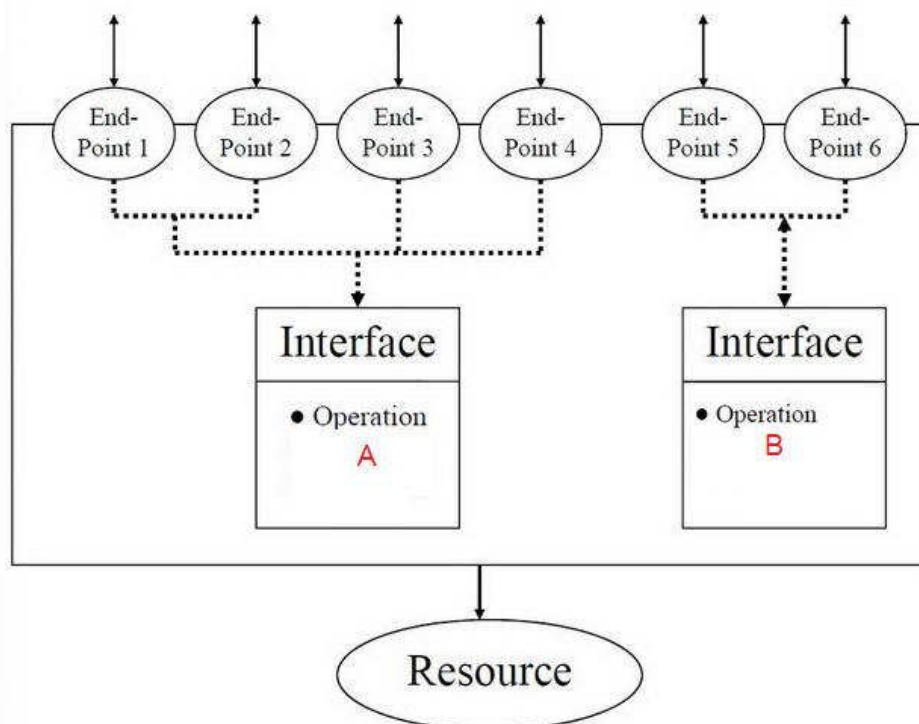 End-
Point 1
End-
Point 2
End-
Point 3
End-
Point 4
End-
Point 5
End-
Point 6
Interface
• Operation
A
Interface
• Operation
B
Resource